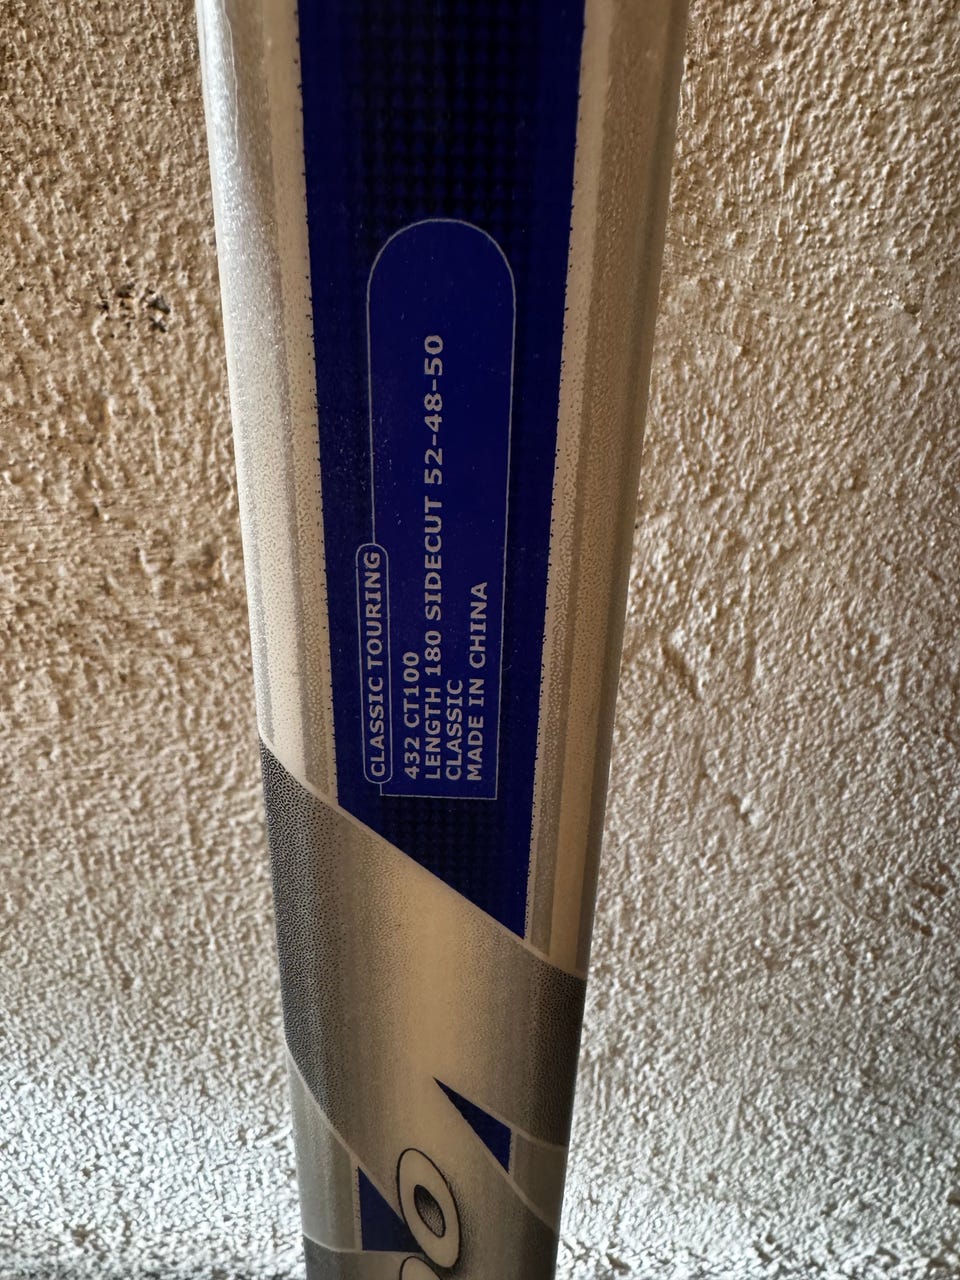 CLASSIC TOURING
432 CT100
LENGTH 180 SIDECUT 52-48-50
CLASSIC
MADE IN CHINA